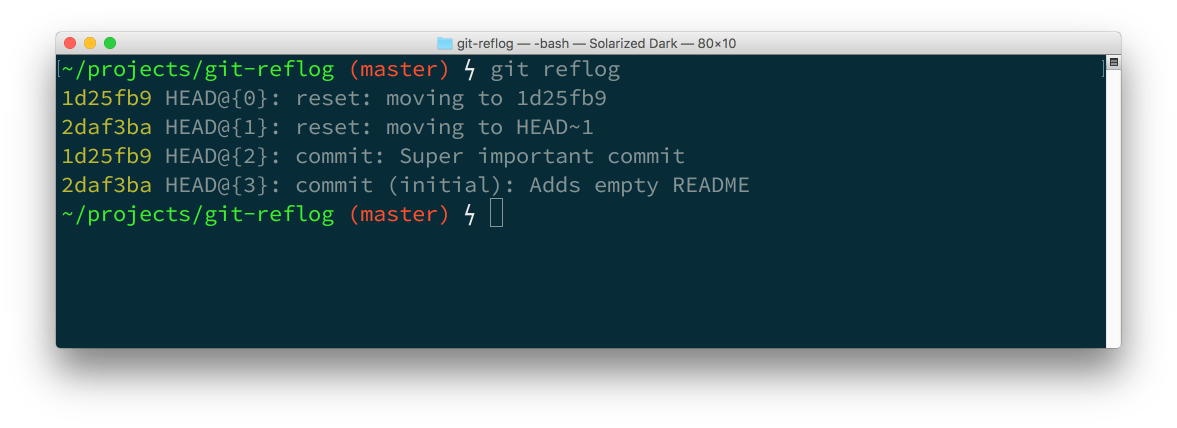 git-reflog — -bash — Solarized Dark — 80×10
~/projects/git-reflog (master) ϟ git reflog
1d25fb9 HEAD@{0}: reset: moving to 1d25fb9
2daf3ba HEAD@{1}: reset: moving to HEAD~1
1d25fb9 HEAD@{2}: commit: Super important commit
2daf3ba HEAD@{3}: commit (initial): Adds empty README
~/projects/git-reflog (master) ϟ